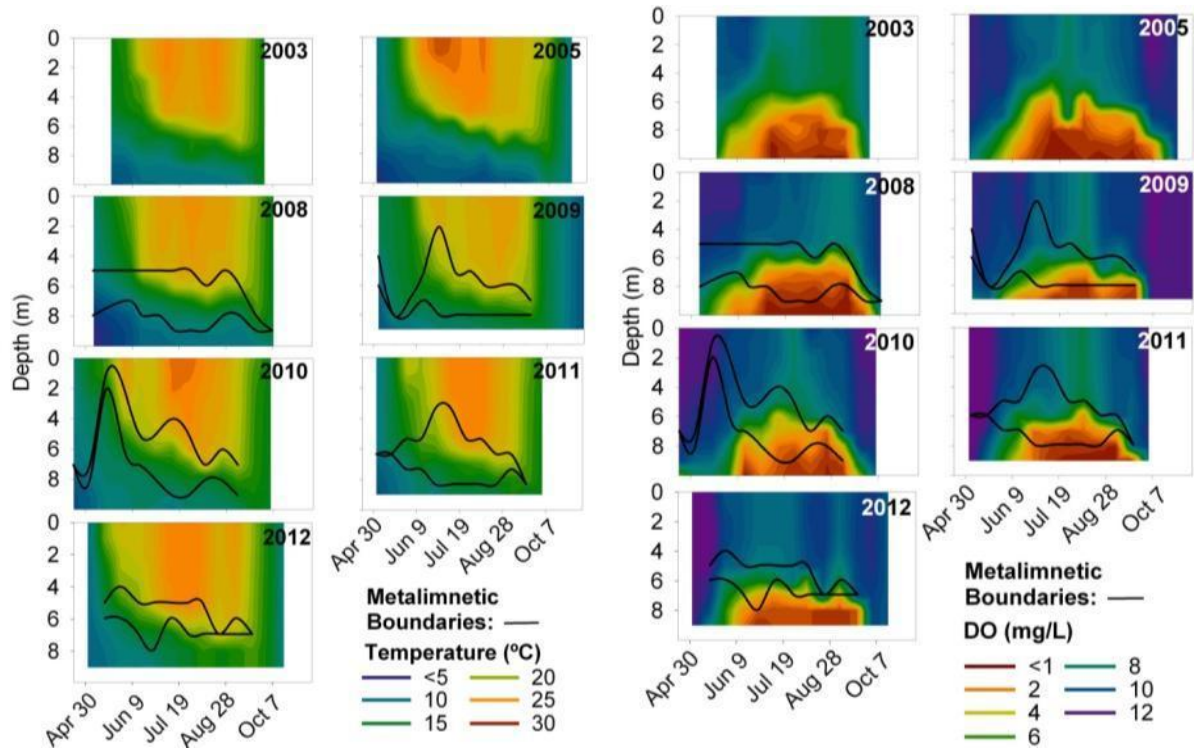 0
2
4
6
8
2003
2005
0
2
4
6
8
2008
2009
0
2
4
6
8
2010
2011
0
2
4
6
8
2012
Depth (m)
Apr 30
Jun 9
Jul 19
Aug 28
Oct 7
Apr 30
Jun 9
Jul 19
Aug 28
Oct 7
Metalimnetic
Boundaries:
Temperature (ºC)
<5 20
10 25
15 30
0
2
4
6
8
2003
2005
0
2
4
6
8
2008
2009
0
2
4
6
8
2010
2011
0
2
4
6
8
2012
Depth (m)
Apr 30
Jun 9
Jul 19
Aug 28
Oct 7
Apr 30
Jun 9
Jul 19
Aug 28
Oct 7
Metalimnetic
Boundaries:
DO (mg/L)
<1 8
2 10
4 12
6